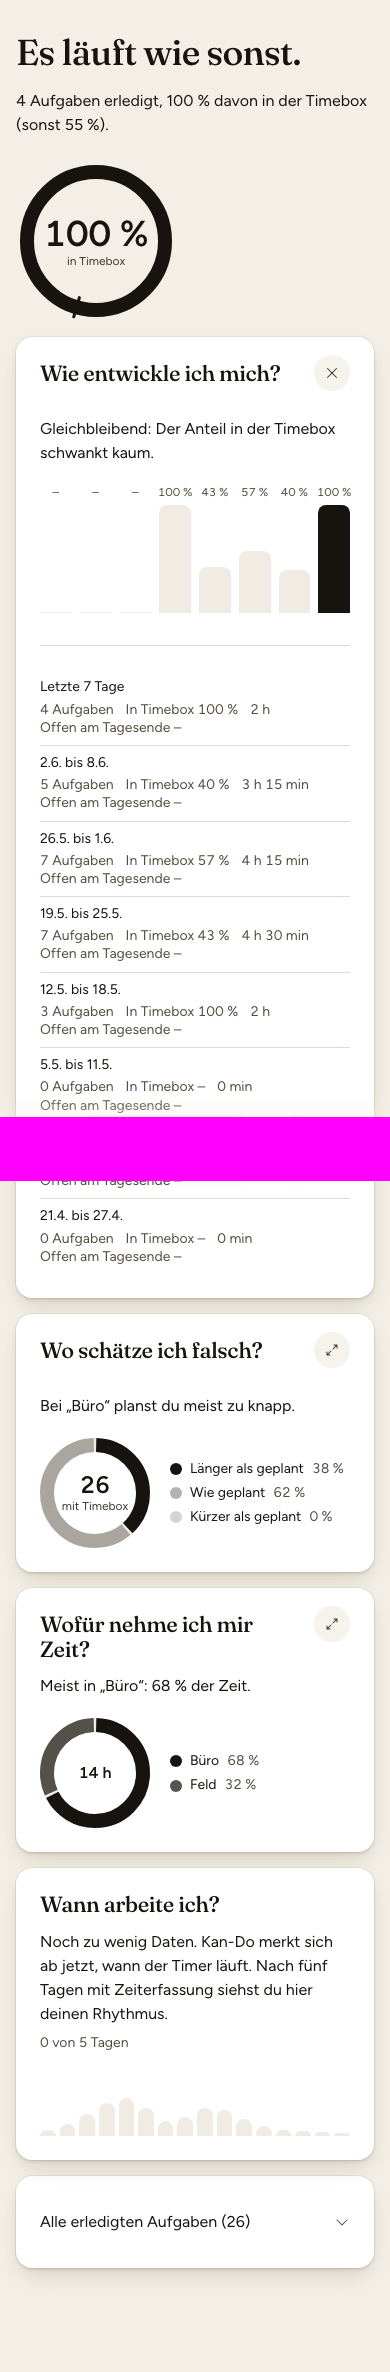 Es läuft wie sonst.
4 Aufgaben erledigt, 100 % davon in der Timebox
(sonst 55 %).
100 %
in Timebox
Wie entwickle ich mich?
Gleichbleibend: Der Anteil in der Timebox
schwankt kaum.
– – – 100 % 43 % 57 % 40 % 100 %
Letzte 7 Tage
4 Aufgaben In Timebox 100 % 2 h
Offen am Tagesende –
2.6. bis 8.6.
5 Aufgaben In Timebox 40 % 3 h 15 min
Offen am Tagesende –
26.5. bis 1.6.
7 Aufgaben In Timebox 57 % 4 h 15 min
Offen am Tagesende –
19.5. bis 25.5.
7 Aufgaben In Timebox 43 % 4 h 30 min
Offen am Tagesende –
12.5. bis 18.5.
3 Aufgaben In Timebox 100 % 2 h
Offen am Tagesende –
5.5. bis 11.5.
0 Aufgaben In Timebox – 0 min
Offen am Tagesende –
21.4. bis 27.4.
0 Aufgaben In Timebox – 0 min
Offen am Tagesende –
Wo schätze ich falsch?
Bei „Büro“ planst du meist zu knapp.
26
mit Timebox
Länger als geplant 38 %
Wie geplant 62 %
Kürzer als geplant 0 %
Wofür nehme ich mir
Zeit?
Meist in „Büro“: 68 % der Zeit.
14 h
Büro 68 %
Feld 32 %
Wann arbeite ich?
Noch zu wenig Daten. Kan-Do merkt sich
ab jetzt, wann der Timer läuft. Nach fünf
Tagen mit Zeiterfassung siehst du hier
deinen Rhythmus.
0 von 5 Tagen
Alle erledigten Aufgaben (26)